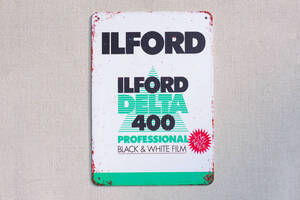 ILFORD
ILFORD
DELTA
400
PROFESSIONAL
BLACK & WHITE FILM